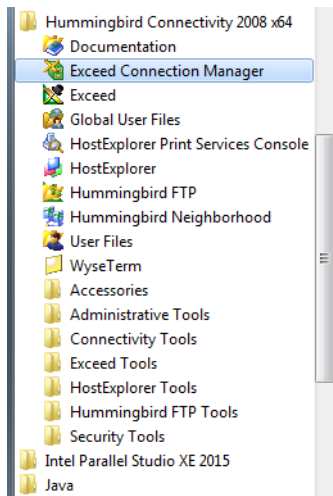 Hummingbird Connectivity 2008 x64
Documentation
Exceed Connection Manager
Exceed
Global User Files
HostExplorer Print Services Console
HostExplorer
Hummingbird FTP
Hummingbird Neighborhood
User Files
WyseTerm
Accessories
Administrative Tools
Connectivity Tools
Exceed Tools
HostExplorer Tools
Hummingbird FTP Tools
Security Tools
Intel Parallel Studio XE 2015
Java